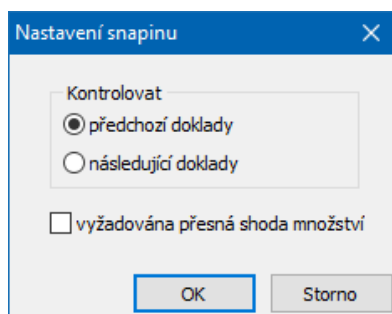 Nastavení snapinu
Kontrolovat
předchozí doklady
následující doklady
vyžadována přesná shoda množství
OK
Storno